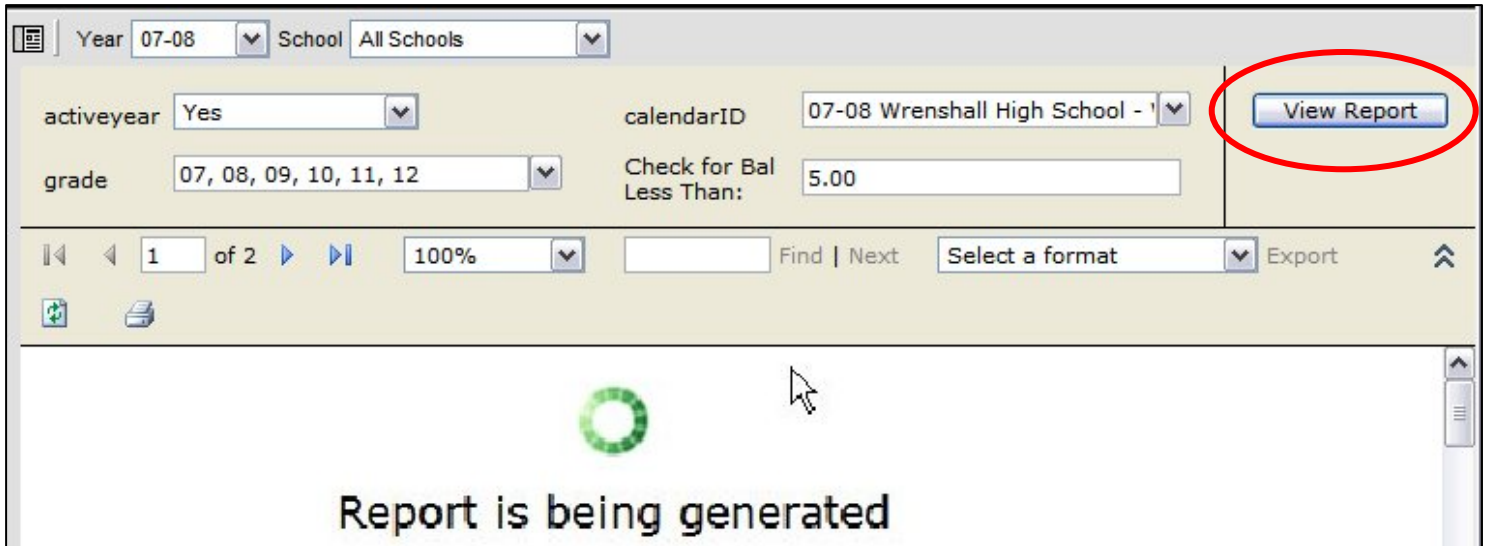 Year 07-08 School All Schools
activeyear Yes calendarID 07-08 Wrenshall High School - View Report
grade 07, 08, 09, 10, 11, 12 Check for Bal Less Than: 5.00
1 of 2 100% Find | Next Select a format Export
Report is being generated